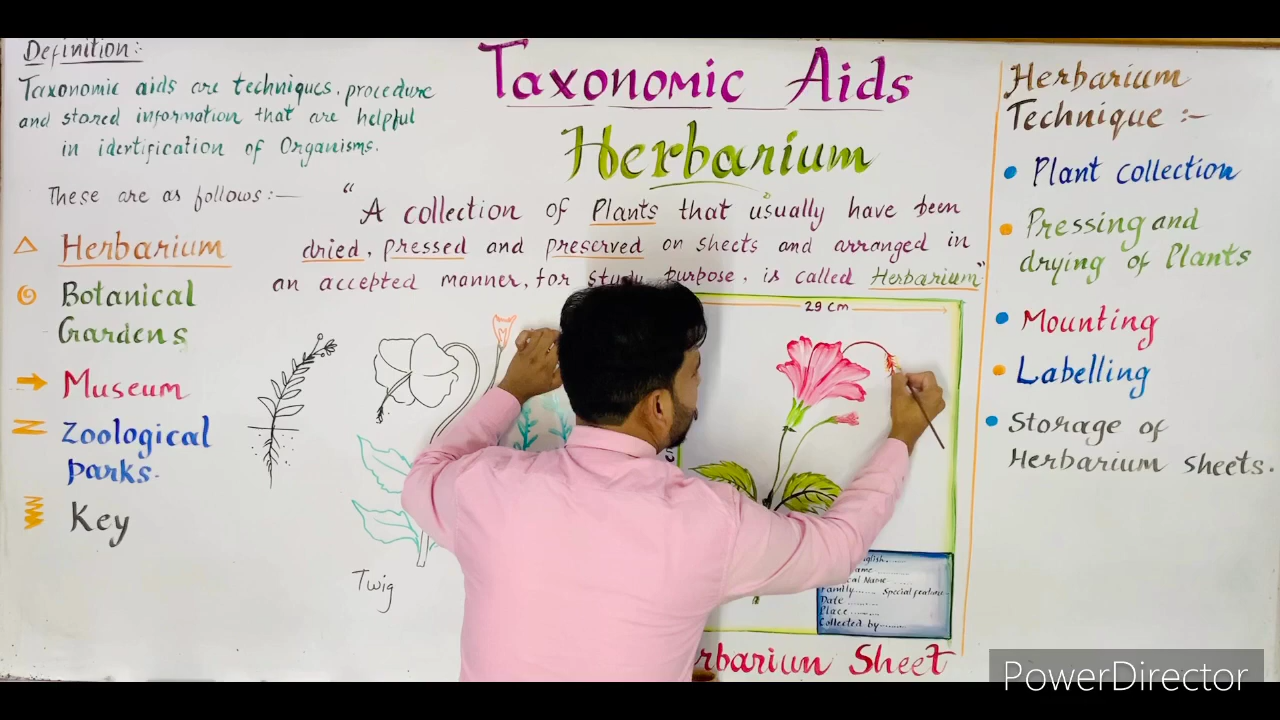 Definition:-
Taxonomic aids are techniques, procedure
and stored information that are helpful
in identification of Organisms.
These are as follows:-
Herbarium
Botanical
Gardens
Museum
Zoological
parks.
Key
Taxonomic Aids
Herbarium
"A collection of Plants that usually have been
dried, pressed and preserved on sheets and arranged in
an accepted manner, for study purpose, is called Herbarium"
29 cm
Twig
glish......
ame ........
cal Name ......
Family...... Special feature..
Date .........
Place .........
Collected by........
rbarium Sheet
Herbarium
Technique :-
Plant collection
Pressing and
drying of Plants
Mounting
Labelling
Storage of
Herbarium sheets.
PowerDirector